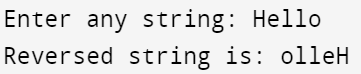 Enter any string: Hello
Reversed string is: olleH